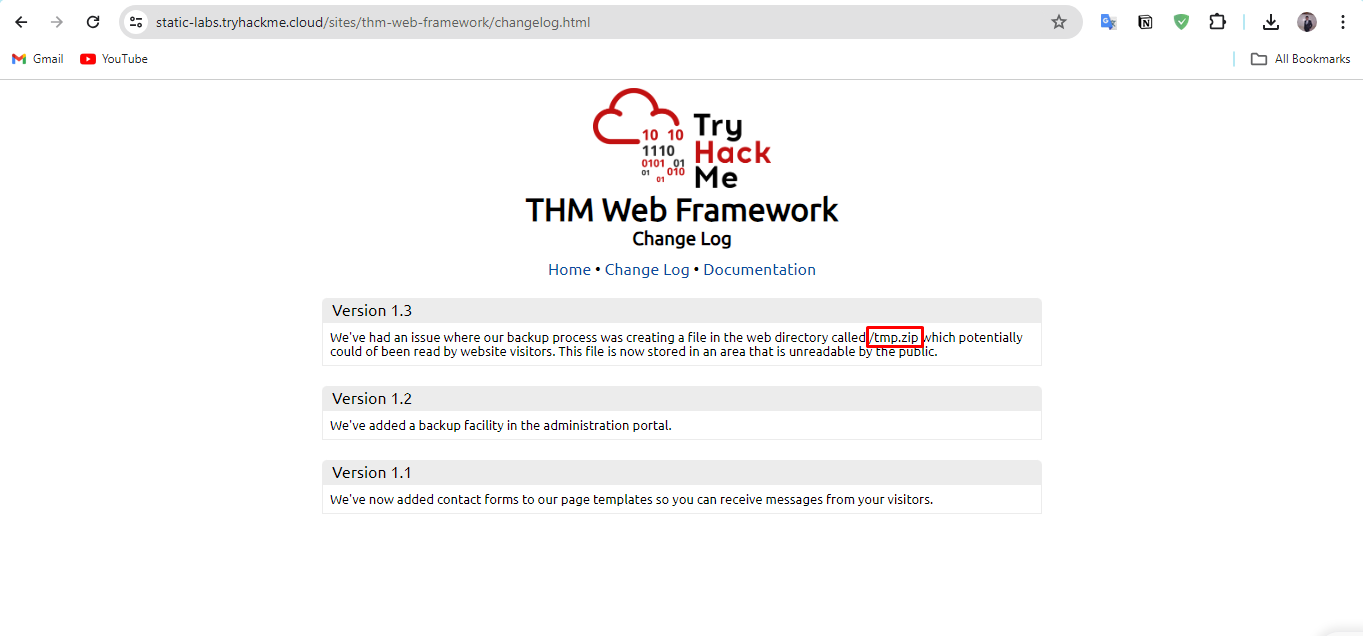 static-labs.tryhackme.cloud/sites/thm-web-framework/changelog.html
Gmail YouTube All Bookmarks
10 10
1110
0101 01
01 010
01
Try
Hack
Me
THM Web Framework
Change Log
Home • Change Log • Documentation
Version 1.3
We've had an issue where our backup process was creating a file in the web directory called /tmp.zip which potentially
could of been read by website visitors. This file is now stored in an area that is unreadable by the public.
Version 1.2
We've added a backup facility in the administration portal.
Version 1.1
We've now added contact forms to our page templates so you can receive messages from your visitors.